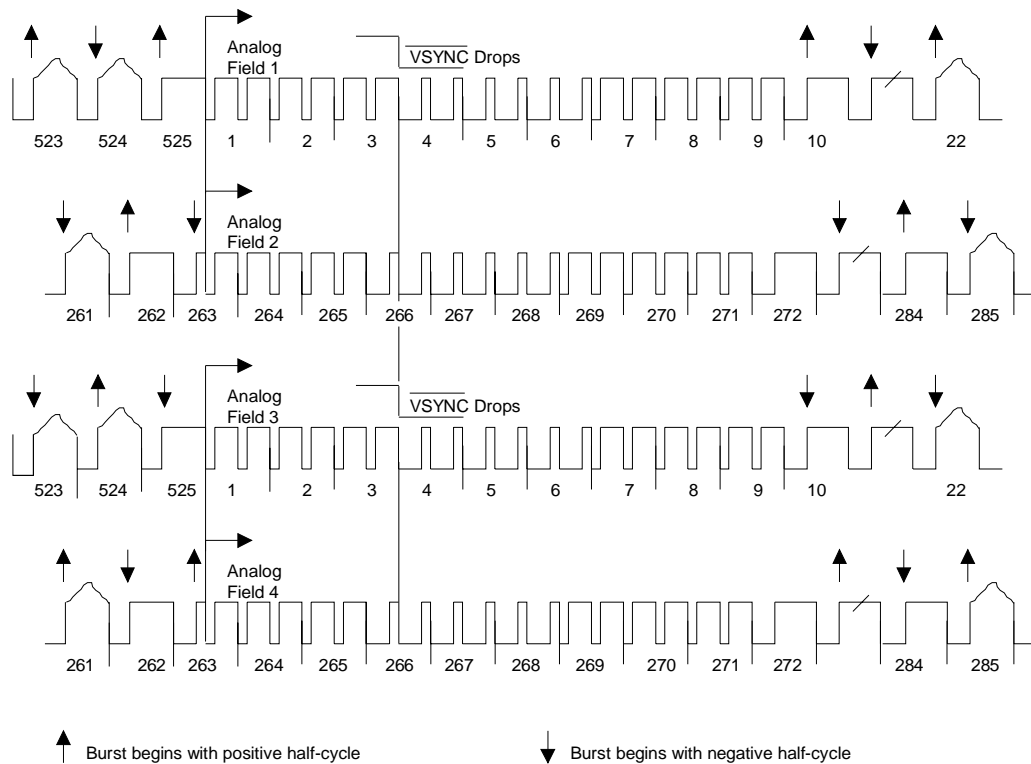 Analog
Field 1
VSYNC Drops
523 524 525 1 2 3 4 5 6 7 8 9 10 22
Analog
Field 2
261 262 263 264 265 266 267 268 269 270 271 272 284 285
Analog
Field 3
VSYNC Drops
523 524 525 1 2 3 4 5 6 7 8 9 10 22
Analog
Field 4
261 262 263 264 265 266 267 268 269 270 271 272 284 285
Burst begins with positive half-cycle
Burst begins with negative half-cycle